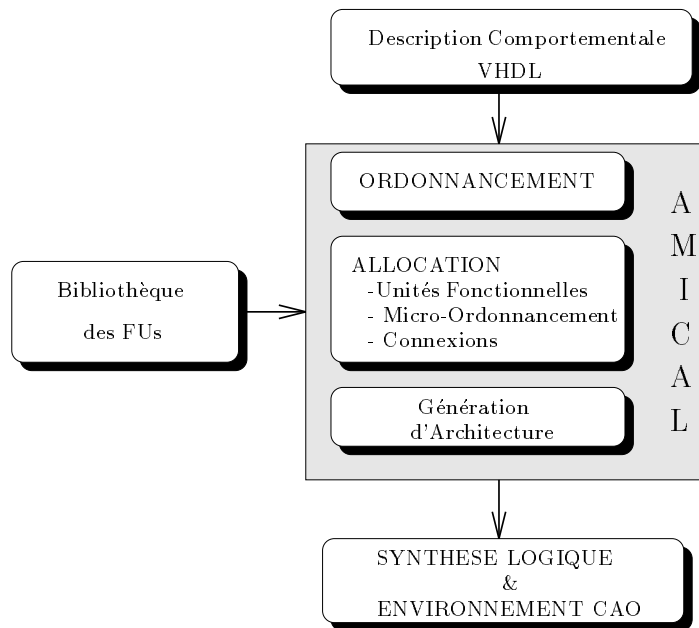 Description Comportementale
VHDL
ORDONNANCEMENT
ALLOCATION
-Unités Fonctionnelles
- Micro-Ordonnancement
- Connexions
Génération
d'Architecture
A
M
I
C
A
L
Bibliothèque
des FUs
SYNTHESE LOGIQUE
&
ENVIRONNEMENT CAO